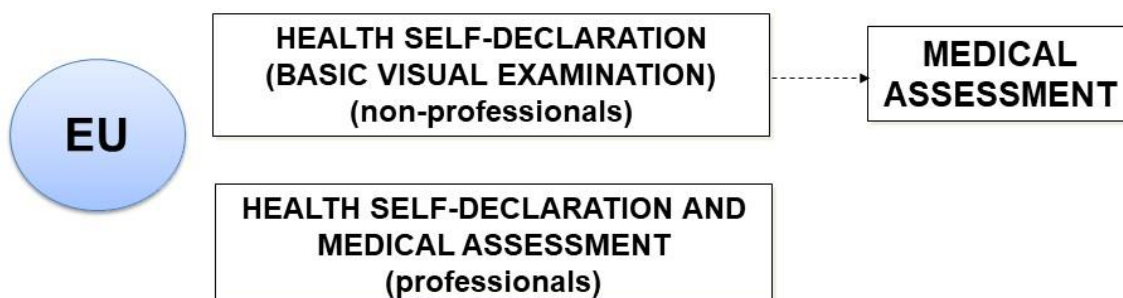 EU
HEALTH SELF-DECLARATION
(BASIC VISUAL EXAMINATION)
(non-professionals)
MEDICAL
ASSESSMENT
HEALTH SELF-DECLARATION AND
MEDICAL ASSESSMENT
(professionals)